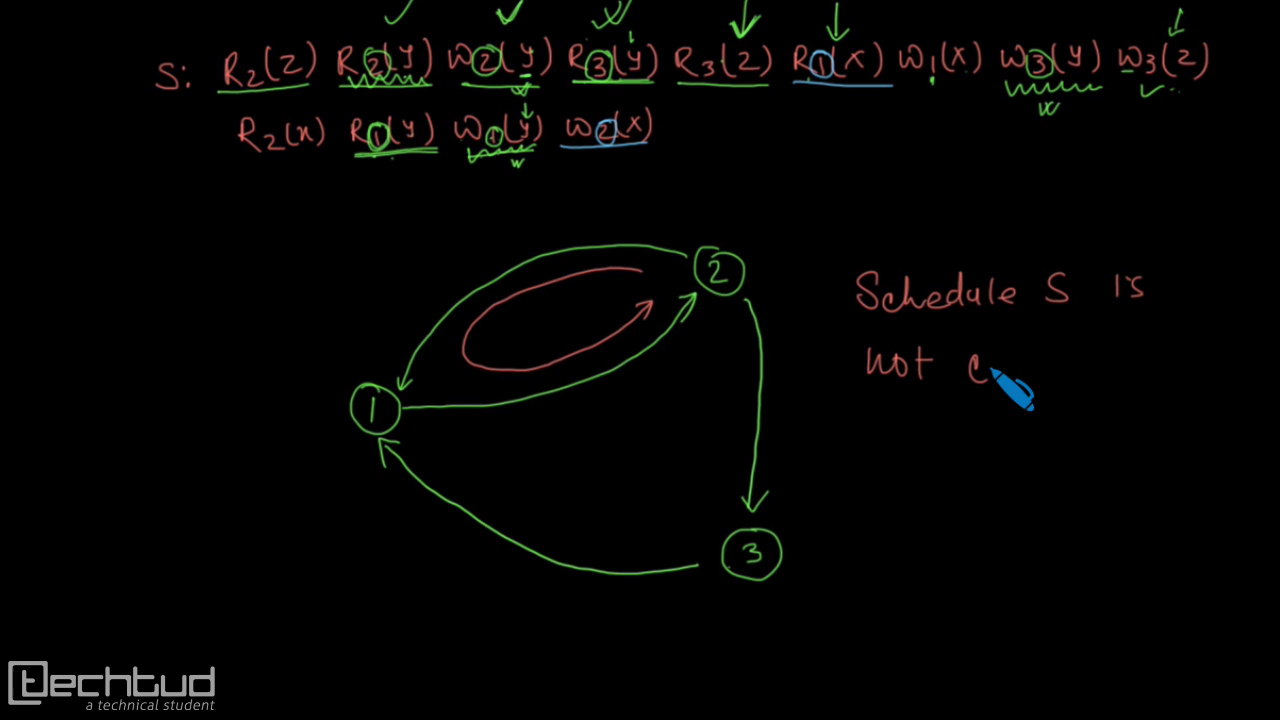 S: R2(Z) R2(y) W2(y) R3(y) R3(Z) R1(X) W1(X) W3(y) W3(Z)
R2(x) R1(y) W1(y) W2(X)
2
Schedule S is
not c
1
3
techtud
a technical student